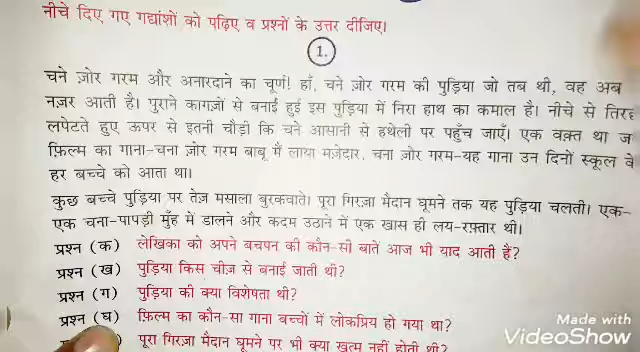 नीचे दिए गए गद्यांशों को पढ़िए व प्रश्नों के उत्तर दीजिए।
1.
चने ज़ोर गरम और अनारदाने का चूर्ण! हाँ, चने ज़ोर गरम की पुड़िया जो तब थी, वह अब
नज़र आती है। पुराने कागज़ों से बनाई हुई इस पुड़िया में निरा हाथ का कमाल है। नीचे से
लपेटते हुए ऊपर से इतनी चौड़ी कि चने आसानी से हथेली पर पहुँच जाएँ। एक वक़्त था
फ़िल्म का गाना-चना ज़ोर गरम बाबू मैं लाया मज़ेदार, चना ज़ोर गरम-यह गाना उन दिनों स्कूल के
हर बच्चे को आता था।
कुछ बच्चे पुड़िया पर तेज़ मसाला बुरकवाते। पूरा गिरज़ा मैदान घूमने तक यह पुड़िया चलती। एक-
एक चना-पापड़ी मुँह में डालने और कदम उठाने में एक खास ही लय-रफ़्तार थी।
प्रश्न (क) लेखिका को अपने बचपन की कौन-सी बातें आज भी याद आती हैं?
प्रश्न (ख) पुड़िया किस चीज़ से बनाई जाती थी?
प्रश्न (ग) पुड़िया की क्या विशेषता थी?
प्रश्न (घ) फ़िल्म का कौन-सा गाना बच्चों में लोकप्रिय हो गया था?
पूरा गिरज़ा मैदान घूमने पर भी क्या खत्म नहीं होती थी?
Made with
VideoShow